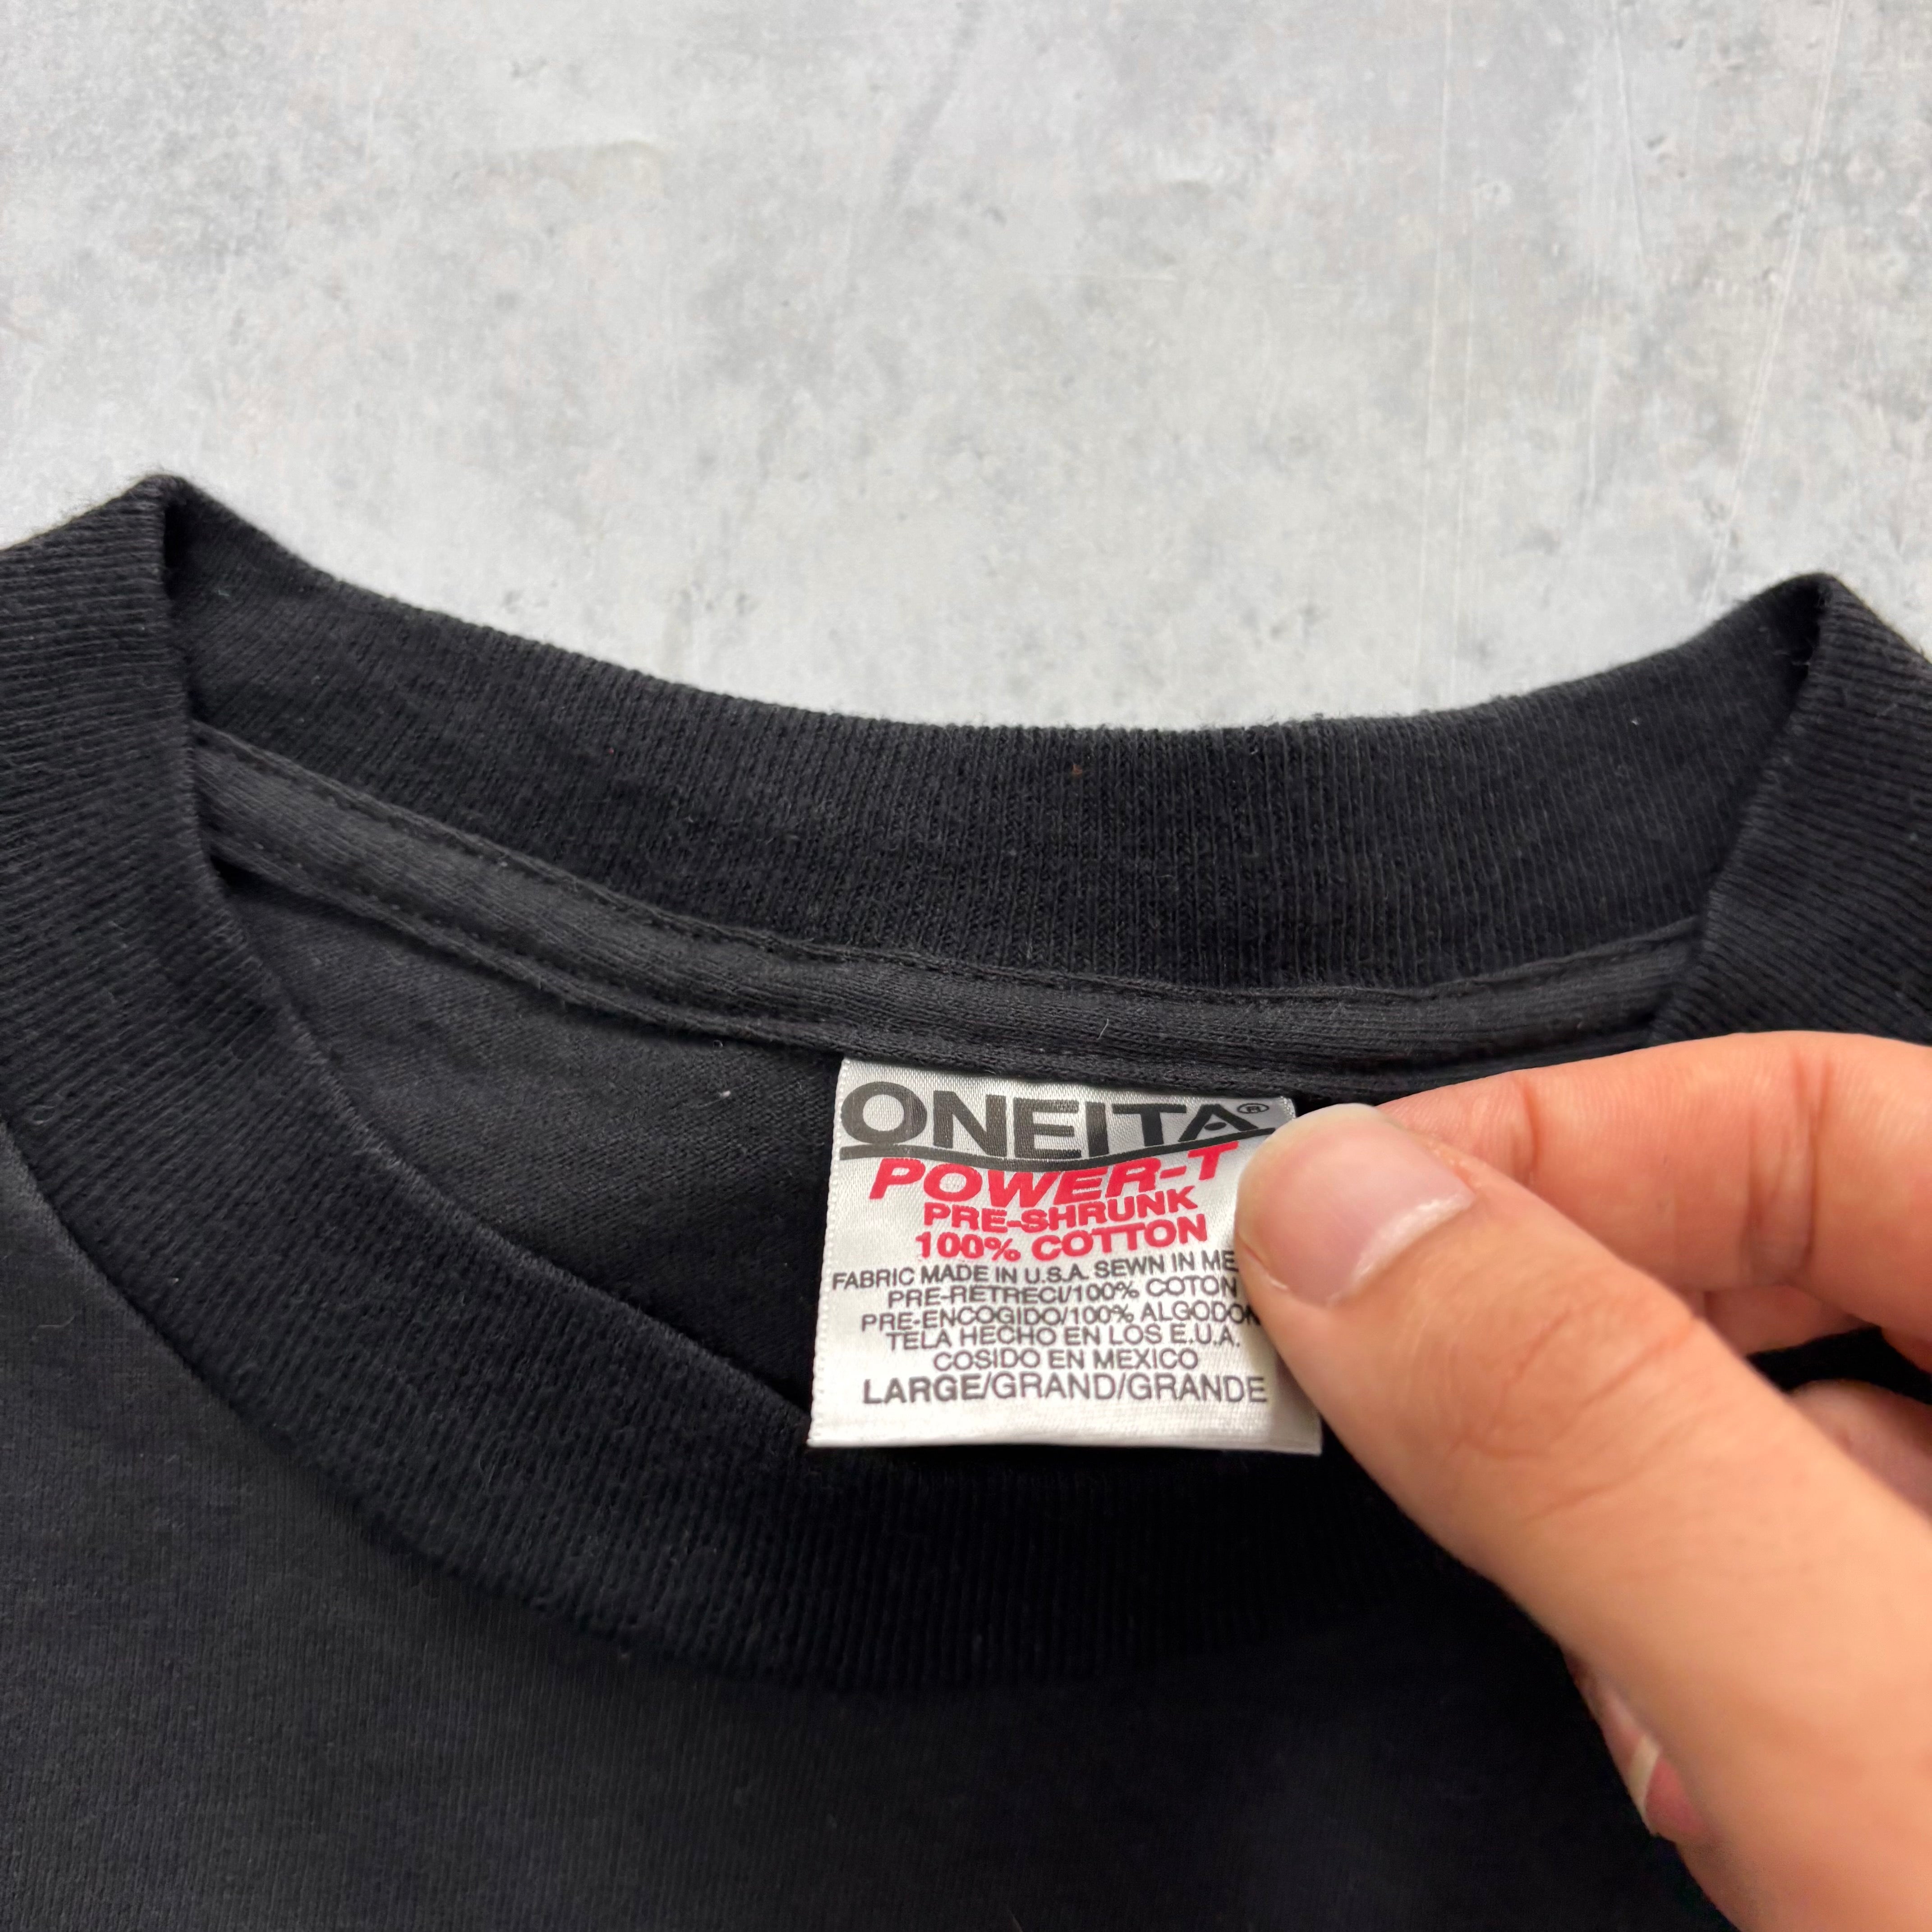 ONEITA®
POWER-T
PRE-SHRUNK
100% COTTON
FABRIC MADE IN U.S.A. SEWN IN
PRE-RETRECI/100% COTON
PRE-ENCOGIDO/100% ALGODON
TELA HECHO EN LOS E.U.A.
COSIDO EN MEXICO
LARGE/GRAND/GRANDE